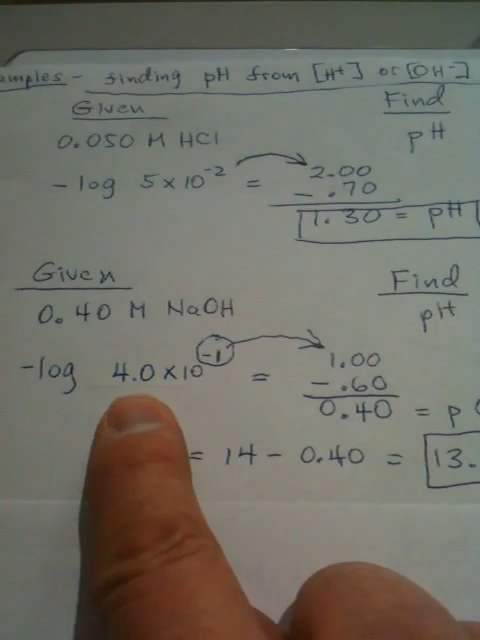 amples - finding pH from [H⁺] or [OH⁻]
Given Find
0.050 M HCl pH
-log 5 x 10⁻² = 2.00
- .70
1.30 = pH
Given Find
0.40 M NaOH pH
-log 4.0 x 10⁻¹ = 1.00
- .60
0.40 = p
= 14 - 0.40 = 13.